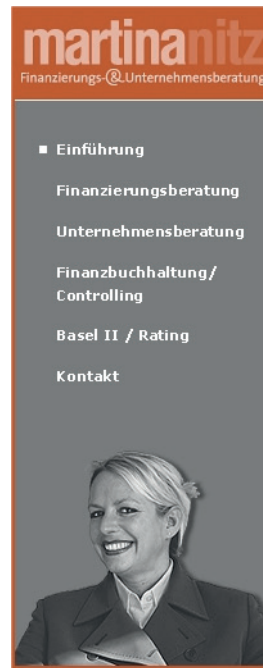 martinanitz
Finanzierungs-&Unternehmensberatung
Einführung
Finanzierungsberatung
Unternehmensberatung
Finanzbuchhaltung/
Controlling
Basel II / Rating
Kontakt